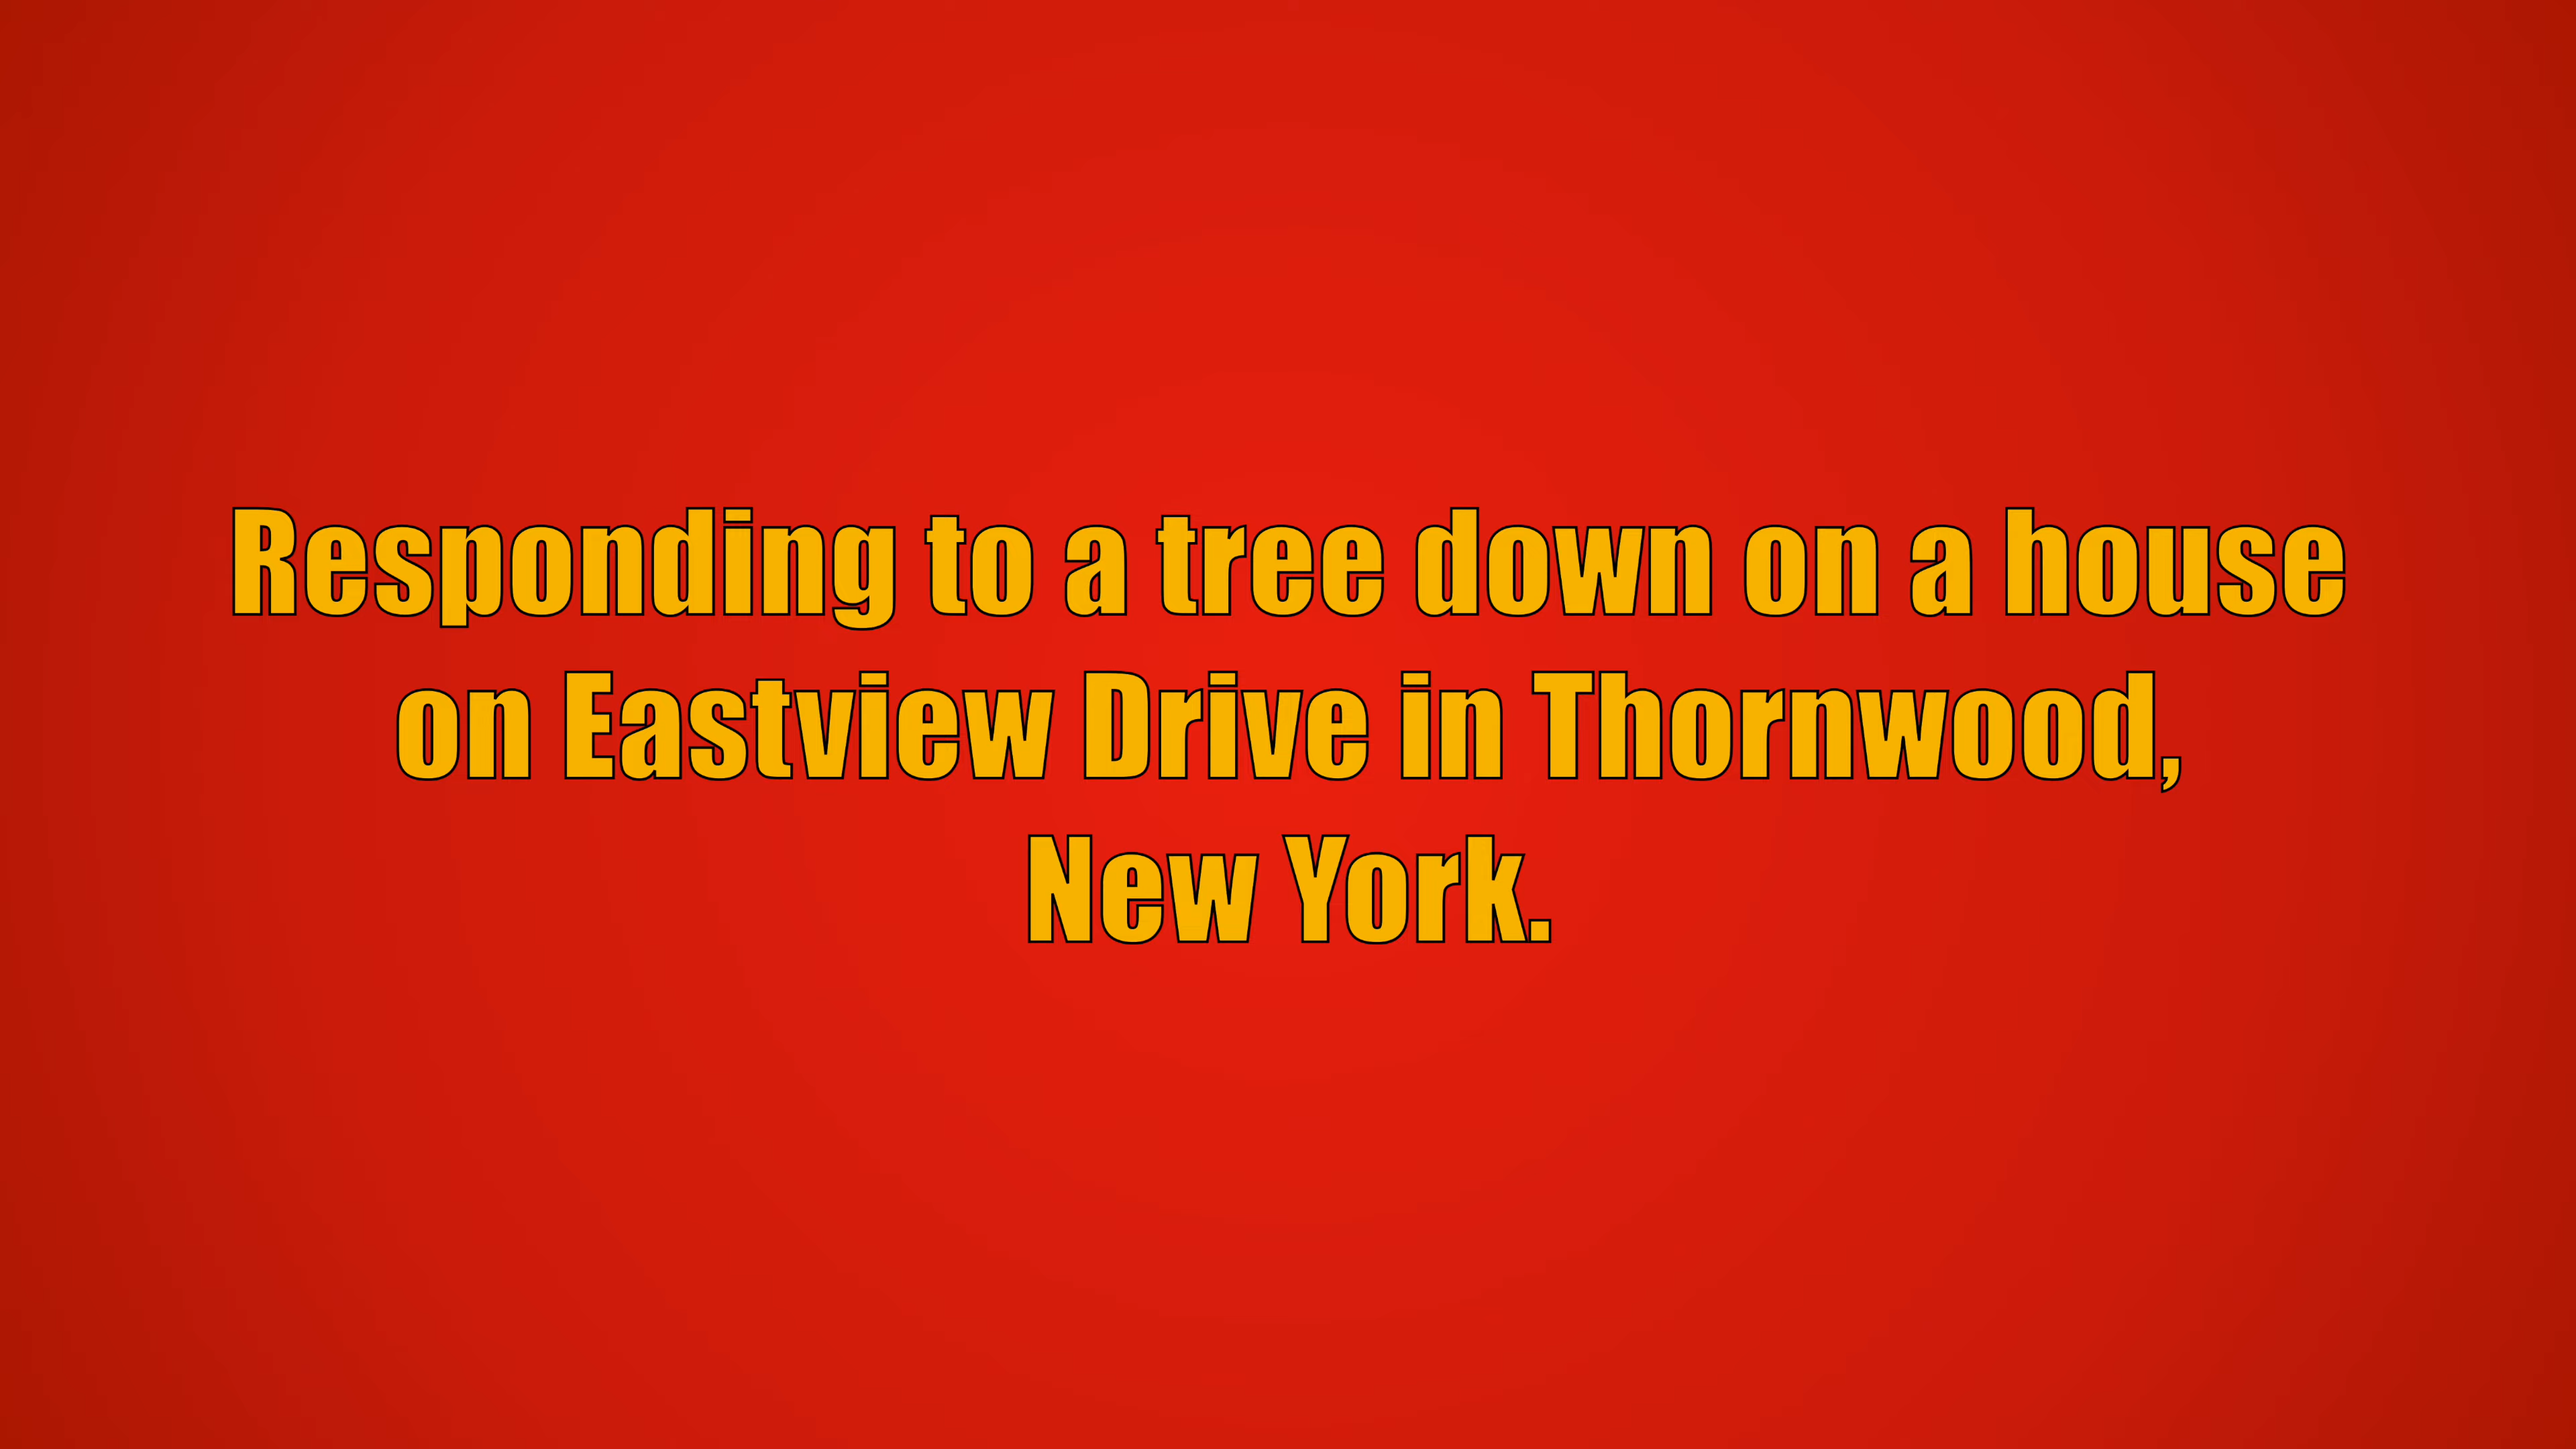 Responding to a tree down on a house
on Eastview Drive in Thornwood,
New York.